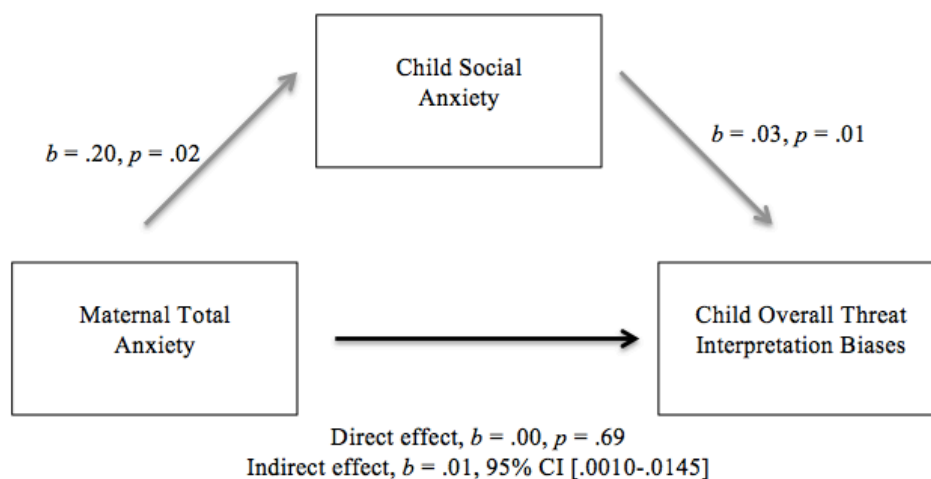 Child Social
Anxiety
b = .20, p = .02
b = .03, p = .01
Maternal Total
Anxiety
Child Overall Threat
Interpretation Biases
Direct effect, b = .00, p = .69
Indirect effect, b = .01, 95% CI [.0010-.0145]